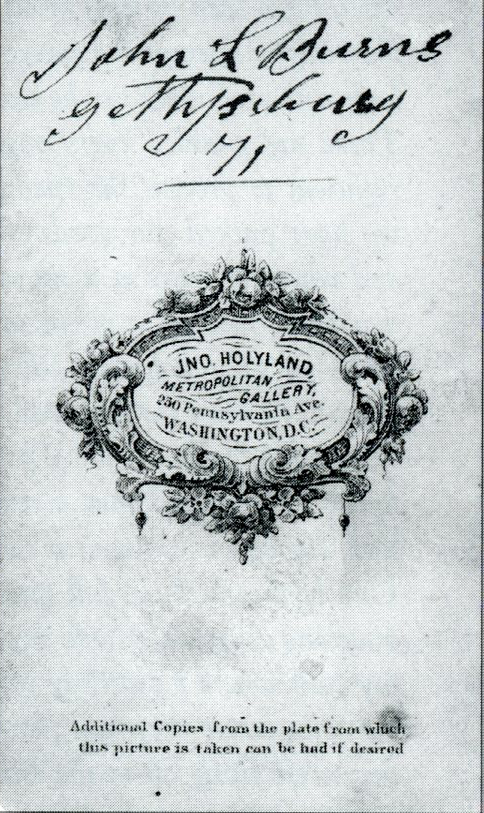 John L Burns
gettysburg
71
JNO. HOLYLAND
METROPOLITAN
GALLERY,
250 Pennsylvania Ave.
WASHINGTON, D.C.
Additional Copies from the plate from which
this picture is taken can be had if desired